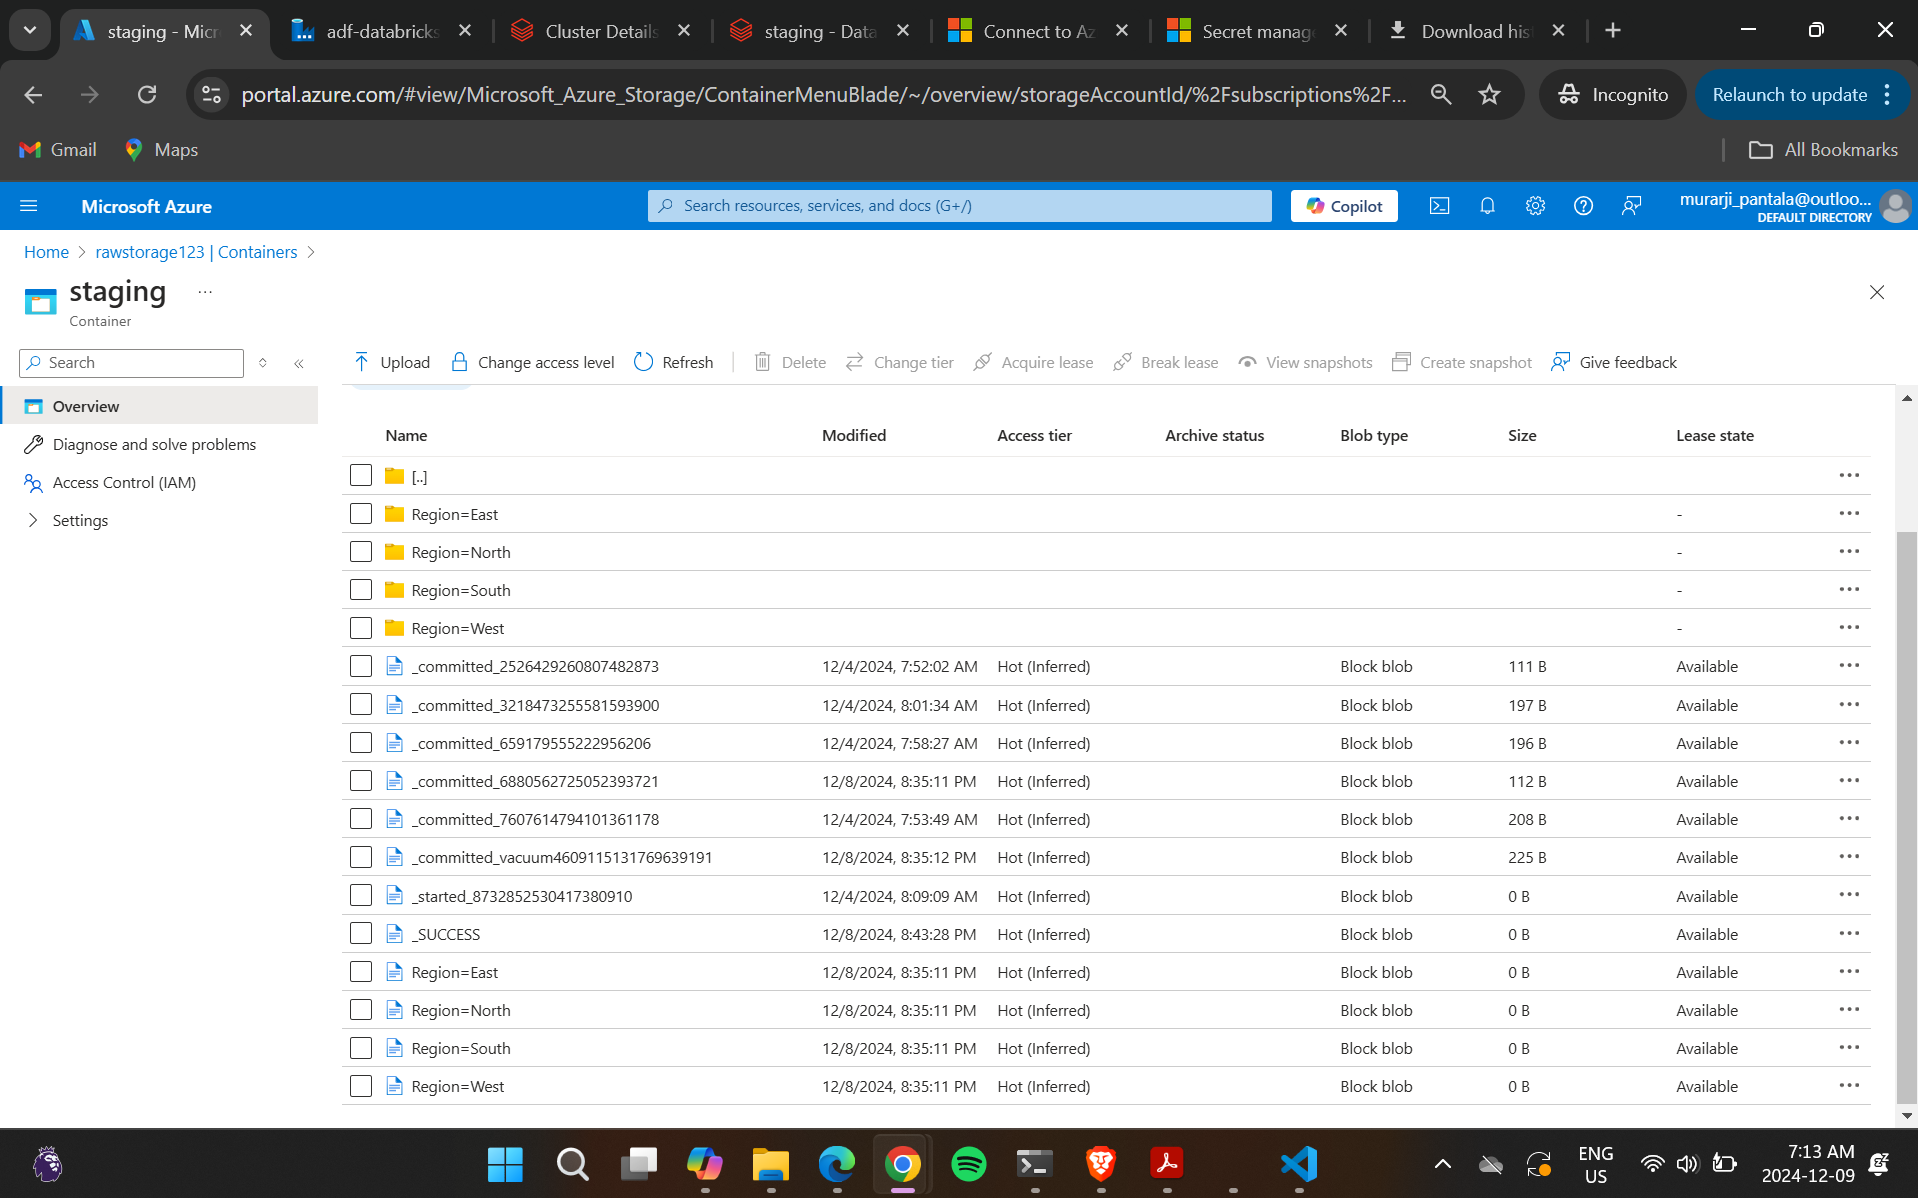 staging - Micr
adf-databricks
Cluster Details
staging - Data
Connect to Az
Secret manag
Download his
portal.azure.com/#view/Microsoft_Azure_Storage/ContainerMenuBlade/~/overview/storageAccountId/%2Fsubscriptions%2F...
Incognito
Relaunch to update
Gmail
Maps
All Bookmarks
Microsoft Azure
Search resources, services, and docs (G+/)
Copilot
murarji_pantala@outloo...
DEFAULT DIRECTORY
Home > rawstorage123 | Containers >
staging ...
Container
Search
Upload Change access level Refresh Delete Change tier Acquire lease Break lease View snapshots Create snapshot Give feedback
Overview
Diagnose and solve problems
Access Control (IAM)
Settings
Name Modified Access tier Archive status Blob type Size Lease state
[..]
Region=East -
Region=North -
Region=South -
Region=West -
_committed_2526429260807482873 12/4/2024, 7:52:02 AM Hot (Inferred) Block blob 111 B Available
_committed_3218473255581593900 12/4/2024, 8:01:34 AM Hot (Inferred) Block blob 197 B Available
_committed_659179555222956206 12/4/2024, 7:58:27 AM Hot (Inferred) Block blob 196 B Available
_committed_6880562725052393721 12/8/2024, 8:35:11 PM Hot (Inferred) Block blob 112 B Available
_committed_7607614794101361178 12/4/2024, 7:53:49 AM Hot (Inferred) Block blob 208 B Available
_committed_vacuum4609115131769639191 12/8/2024, 8:35:12 PM Hot (Inferred) Block blob 225 B Available
_started_8732852530417380910 12/4/2024, 8:09:09 AM Hot (Inferred) Block blob 0 B Available
_SUCCESS 12/8/2024, 8:43:28 PM Hot (Inferred) Block blob 0 B Available
Region=East 12/8/2024, 8:35:11 PM Hot (Inferred) Block blob 0 B Available
Region=North 12/8/2024, 8:35:11 PM Hot (Inferred) Block blob 0 B Available
Region=South 12/8/2024, 8:35:11 PM Hot (Inferred) Block blob 0 B Available
Region=West 12/8/2024, 8:35:11 PM Hot (Inferred) Block blob 0 B Available
ENG
US
7:13 AM
2024-12-09